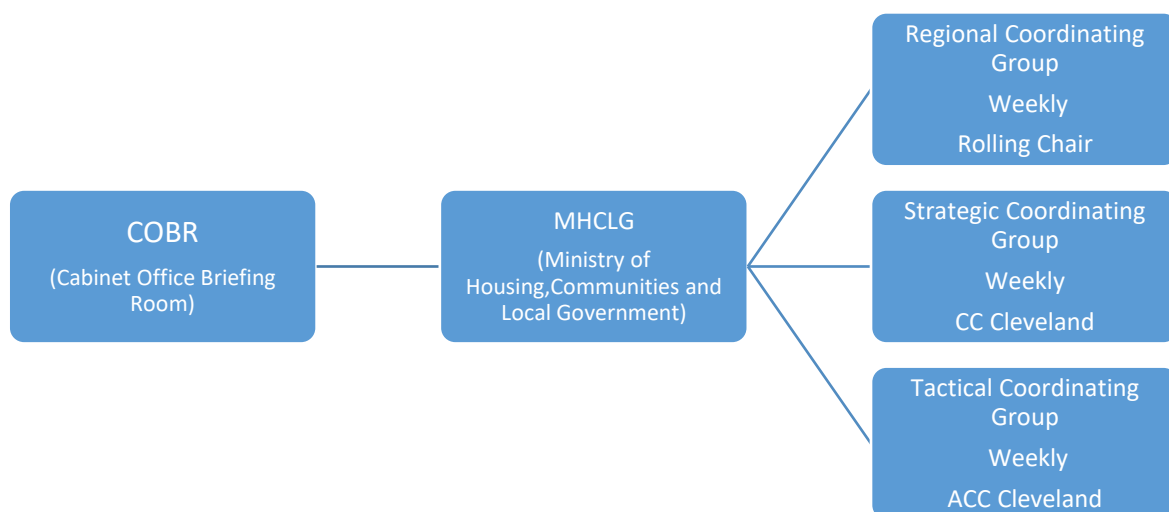 COBR
(Cabinet Office Briefing
Room)
MHCLG
(Ministry of
Housing,Communities and
Local Government)
Regional Coordinating
Group
Weekly
Rolling Chair
Strategic Coordinating
Group
Weekly
CC Cleveland
Tactical Coordinating
Group
Weekly
ACC Cleveland